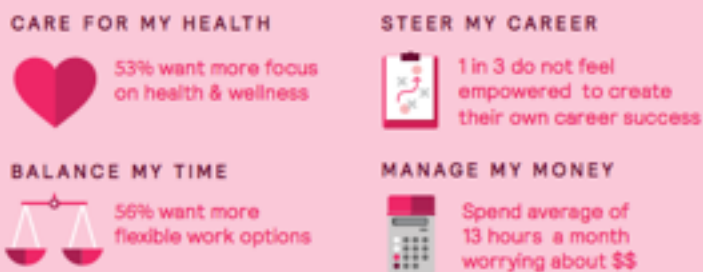 CARE FOR MY HEALTH
53% want more focus
on health & wellness
STEER MY CAREER
1 in 3 do not feel
empowered to create
their own career success
BALANCE MY TIME
56% want more
flexible work options
MANAGE MY MONEY
Spend average of
13 hours a month
worrying about $$